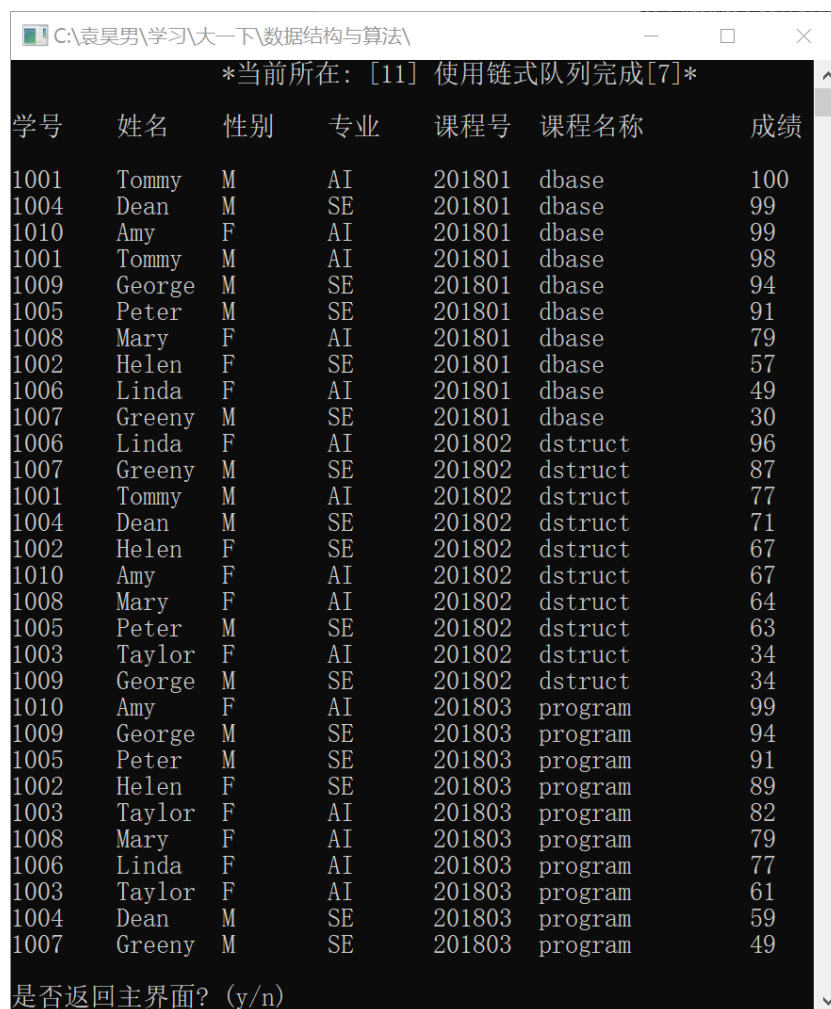 C:\袁昊男\学习\大一下\数据结构与算法\
*当前所在: [11] 使用链式队列完成[7]*
学号 姓名 性别 专业 课程号 课程名称 成绩
1001 Tommy M AI 201801 dbase 100
1004 Dean M SE 201801 dbase 99
1010 Amy F AI 201801 dbase 99
1001 Tommy M AI 201801 dbase 98
1009 George M SE 201801 dbase 94
1005 Peter M SE 201801 dbase 91
1008 Mary F AI 201801 dbase 79
1002 Helen F SE 201801 dbase 57
1006 Linda F AI 201801 dbase 49
1007 Greeny M SE 201801 dbase 30
1006 Linda F AI 201802 dstruct 96
1007 Greeny M SE 201802 dstruct 87
1001 Tommy M AI 201802 dstruct 77
1004 Dean M SE 201802 dstruct 71
1002 Helen F SE 201802 dstruct 67
1010 Amy F AI 201802 dstruct 67
1008 Mary F AI 201802 dstruct 64
1005 Peter M SE 201802 dstruct 63
1003 Taylor F AI 201802 dstruct 34
1009 George M SE 201802 dstruct 34
1010 Amy F AI 201803 program 99
1009 George M SE 201803 program 94
1005 Peter M SE 201803 program 91
1002 Helen F SE 201803 program 89
1003 Taylor F AI 201803 program 82
1008 Mary F AI 201803 program 79
1006 Linda F AI 201803 program 77
1003 Taylor F AI 201803 program 61
1004 Dean M SE 201803 program 59
1007 Greeny M SE 201803 program 49
是否返回主界面? (y/n)